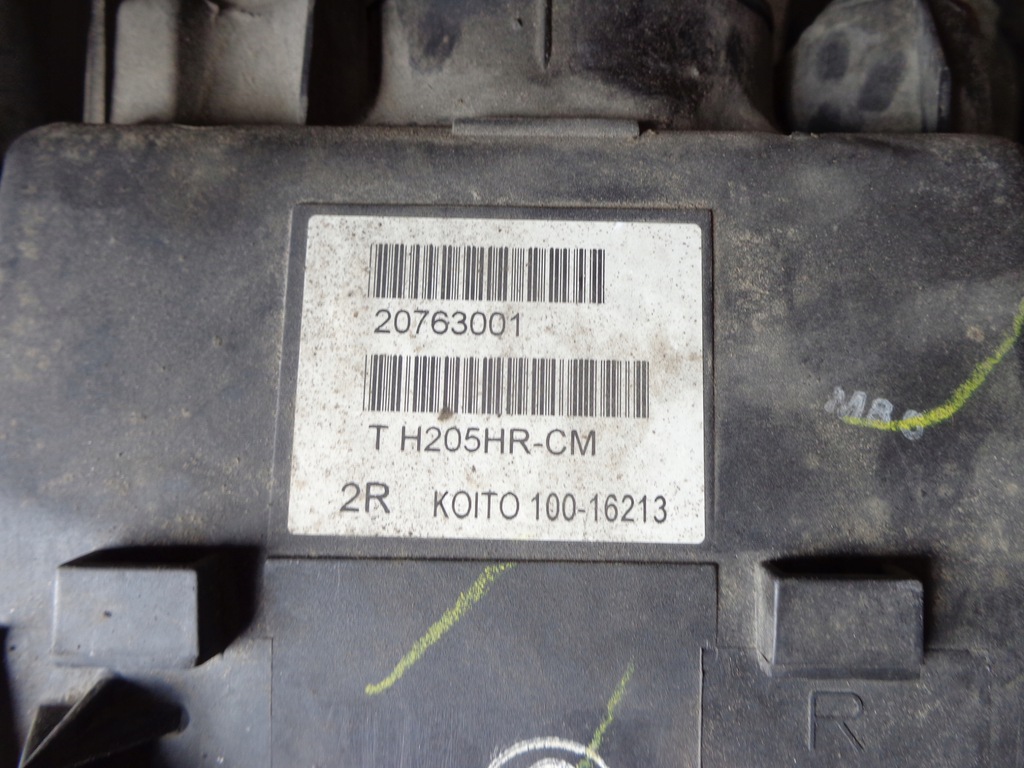 20763001
T H205HR-CM
2R KOITO 100-16213
R